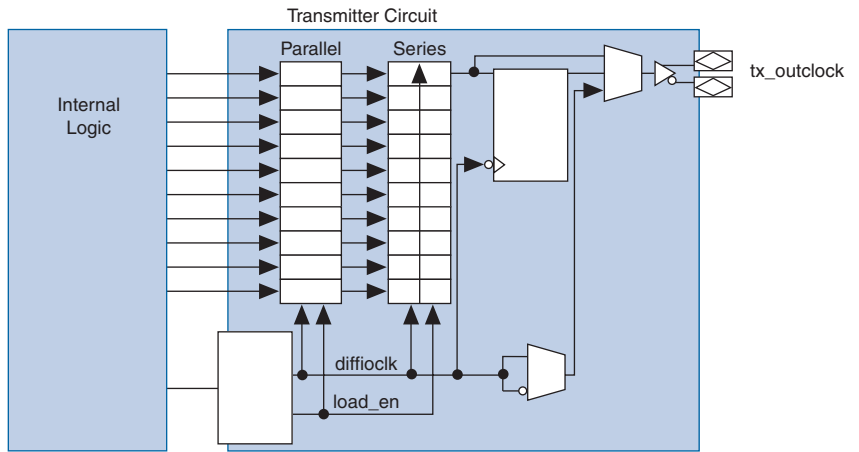 Transmitter Circuit
Parallel
Series
Internal
Logic
tx_outclock
diffioclk
load_en